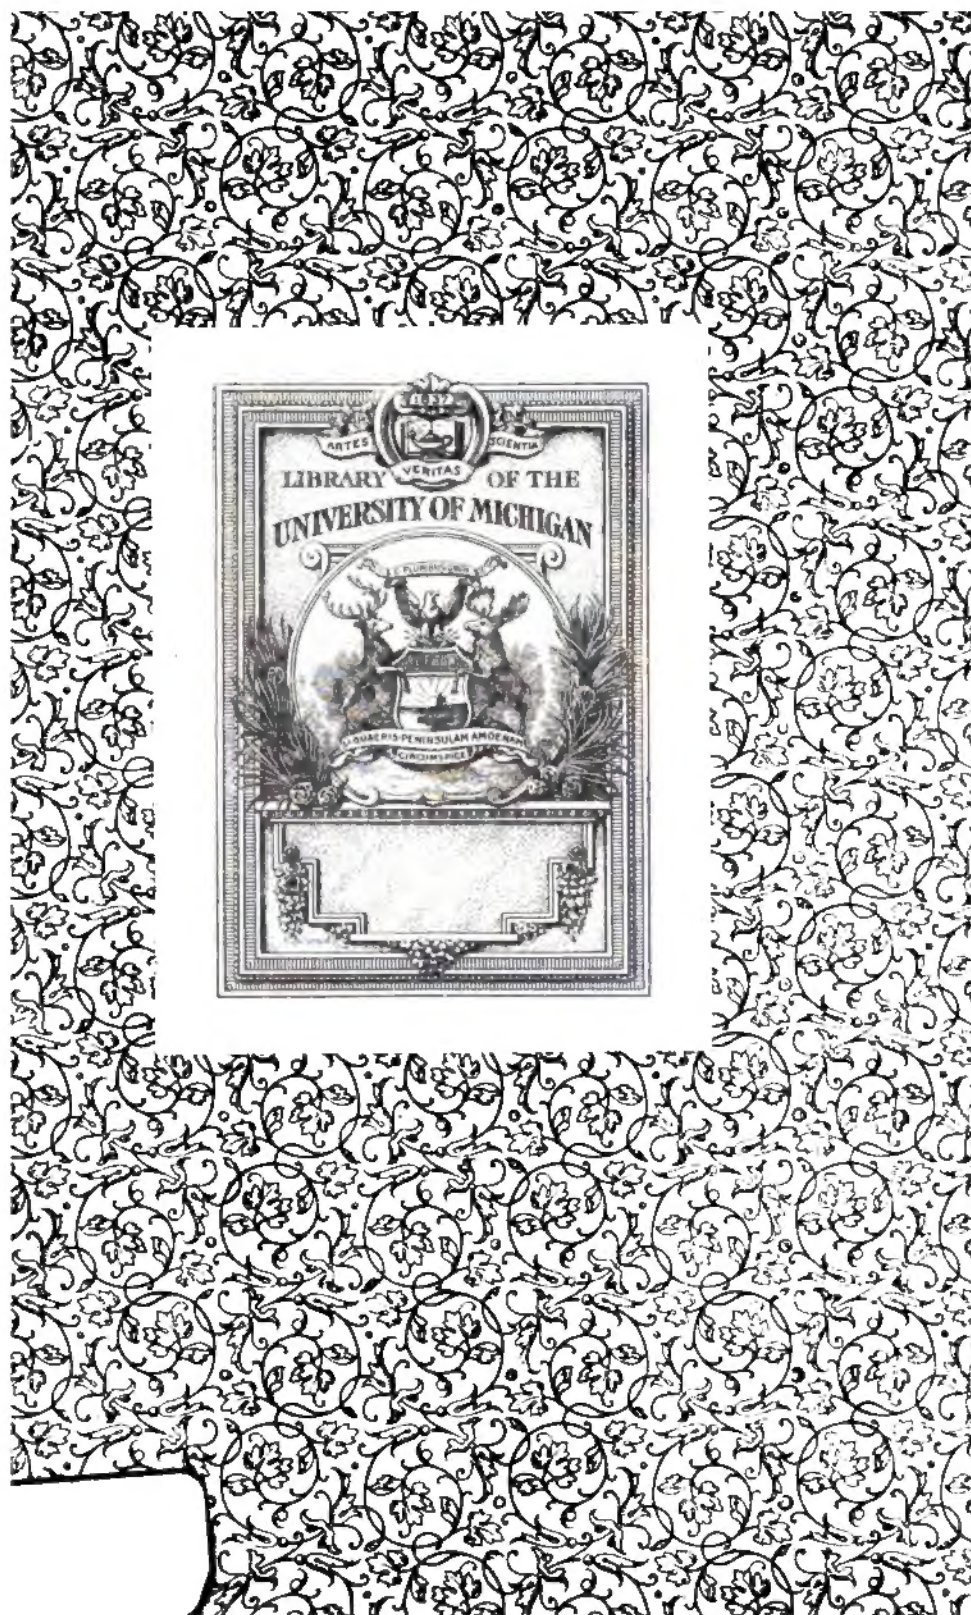 1837
ARTES SCIENTIA
VERITAS
LIBRARY OF THE
UNIVERSITY OF MICHIGAN
PLURIBUS UNUM
TUEBOR
SI QUAERIS PENINSULAM AMOENAM
CIRCUMSPICE